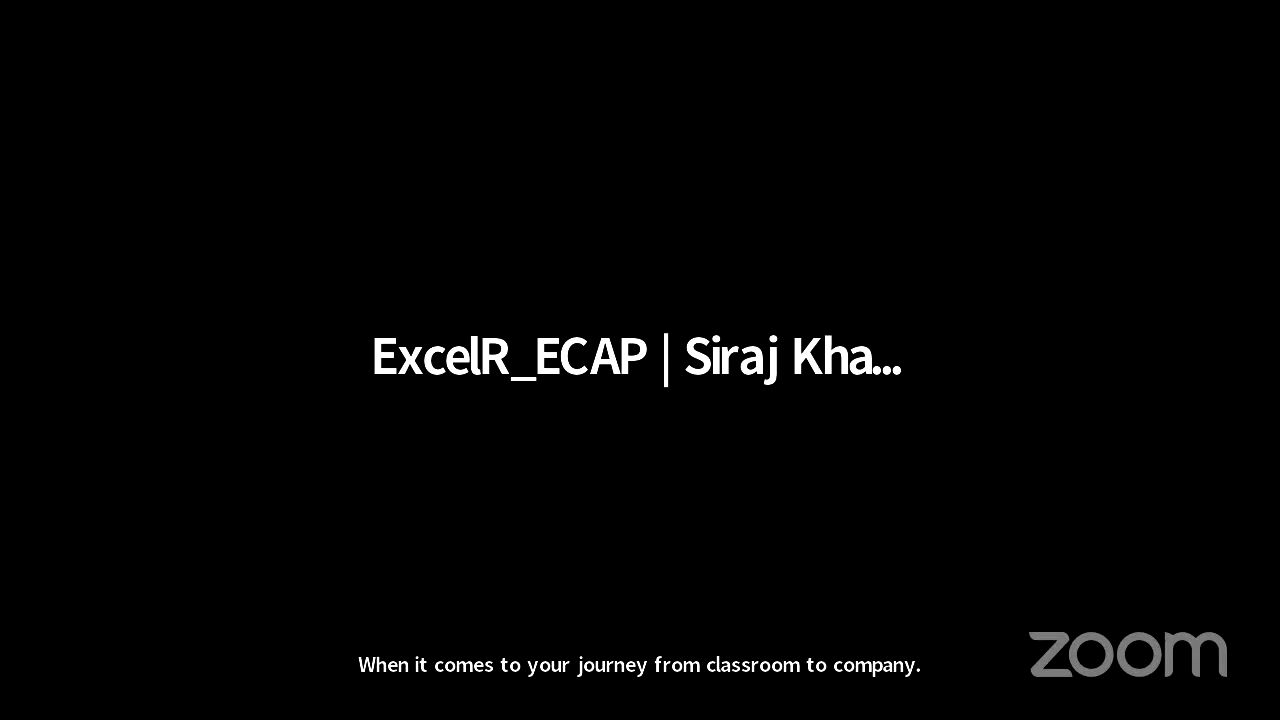 ExcelR_ECAP | Siraj Kha...
When it comes to your journey from classroom to company.
zoom